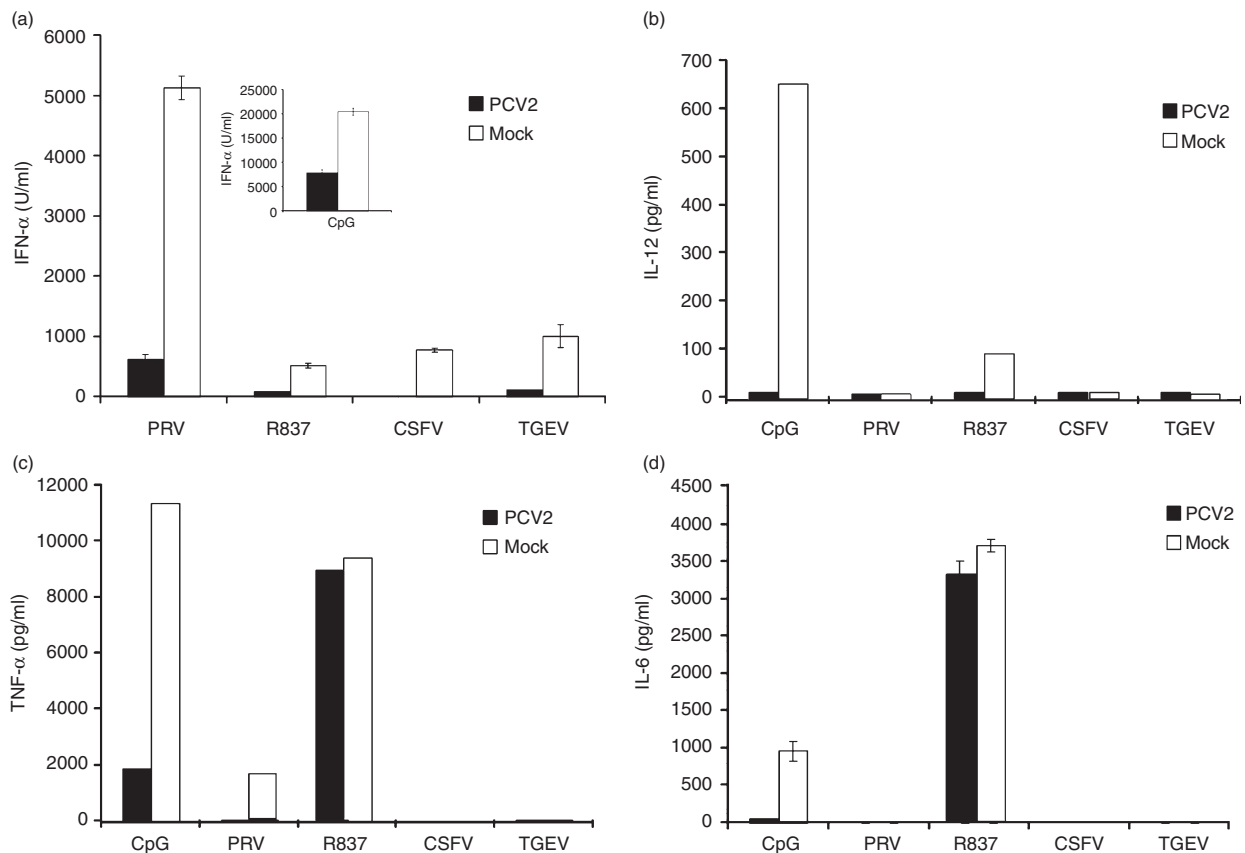 (a)
6000
5000
4000
3000
2000
1000
0
IFN-α (U/ml)
PRV
R837
CSFV
TGEV
25000
20000
15000
10000
5000
0
IFN-α (U/ml)
CpG
PCV2
Mock
(b)
700
600
700
600
300
200
100
0
IL-12 (pg/ml)
CpG
PRV
R837
CSFV
TGEV
PCV2
Mock
(c)
12000
10000
8000
6000
4000
2000
0
TNF-α (pg/ml)
CpG
PRV
R837
CSFV
TGEV
PCV2
Mock
(d)
4500
4000
3500
3000
2500
2000
1500
1000
500
0
IL-6 (pg/ml)
CpG
PRV
R837
CSFV
TGEV
PCV2
Mock